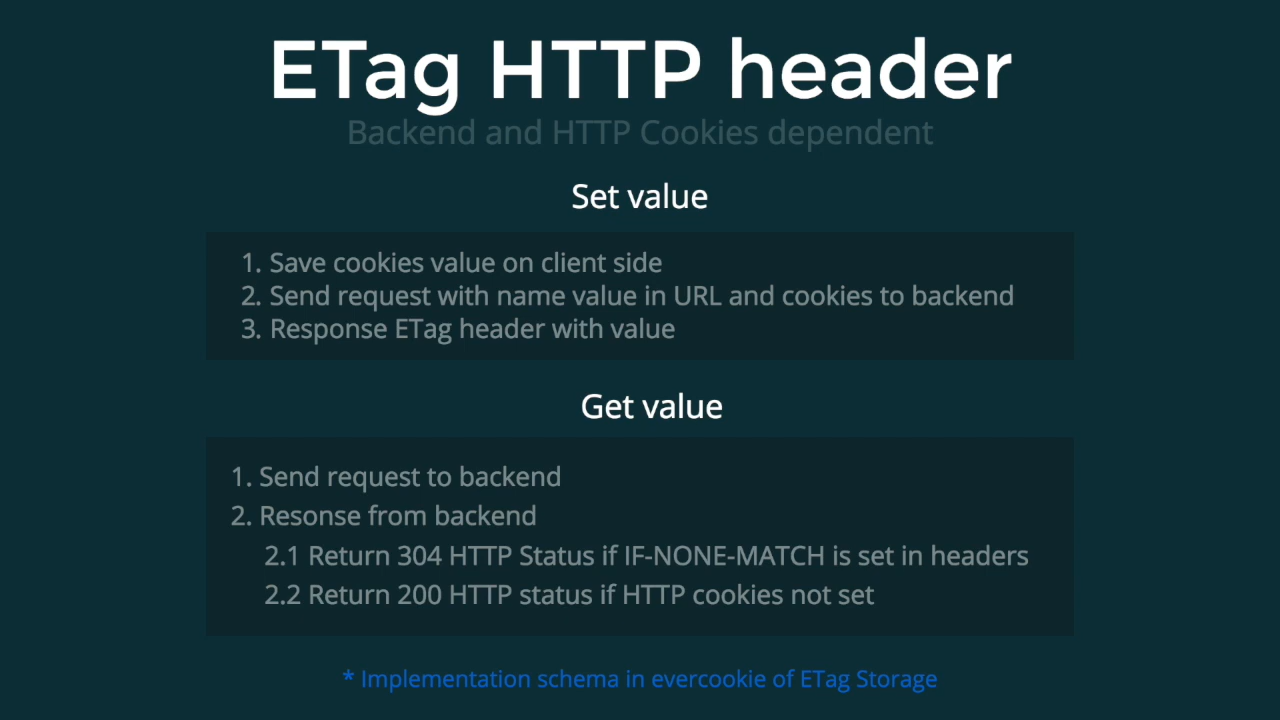 ETag HTTP header
Backend and HTTP Cookies dependent
Set value
1. Save cookies value on client side
2. Send request with name value in URL and cookies to backend
3. Response ETag header with value
Get value
1. Send request to backend
2. Resonse from backend
2.1 Return 304 HTTP Status if IF-NONE-MATCH is set in headers
2.2 Return 200 HTTP status if HTTP cookies not set
* Implementation schema in evercookie of ETag Storage